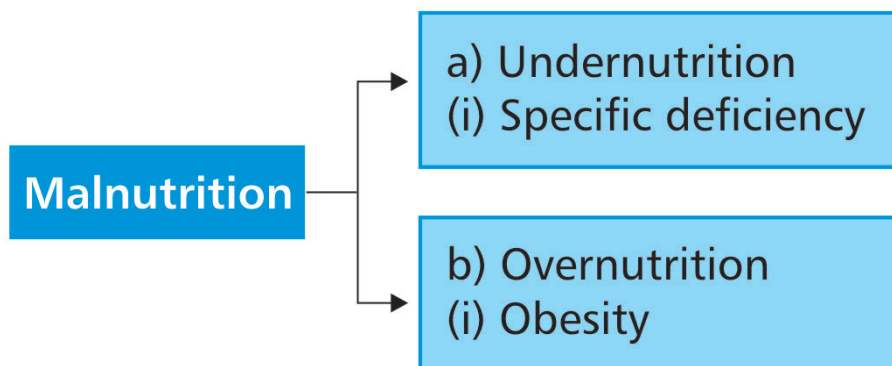 Malnutrition
a) Undernutrition
(i) Specific deficiency
b) Overnutrition
(i) Obesity